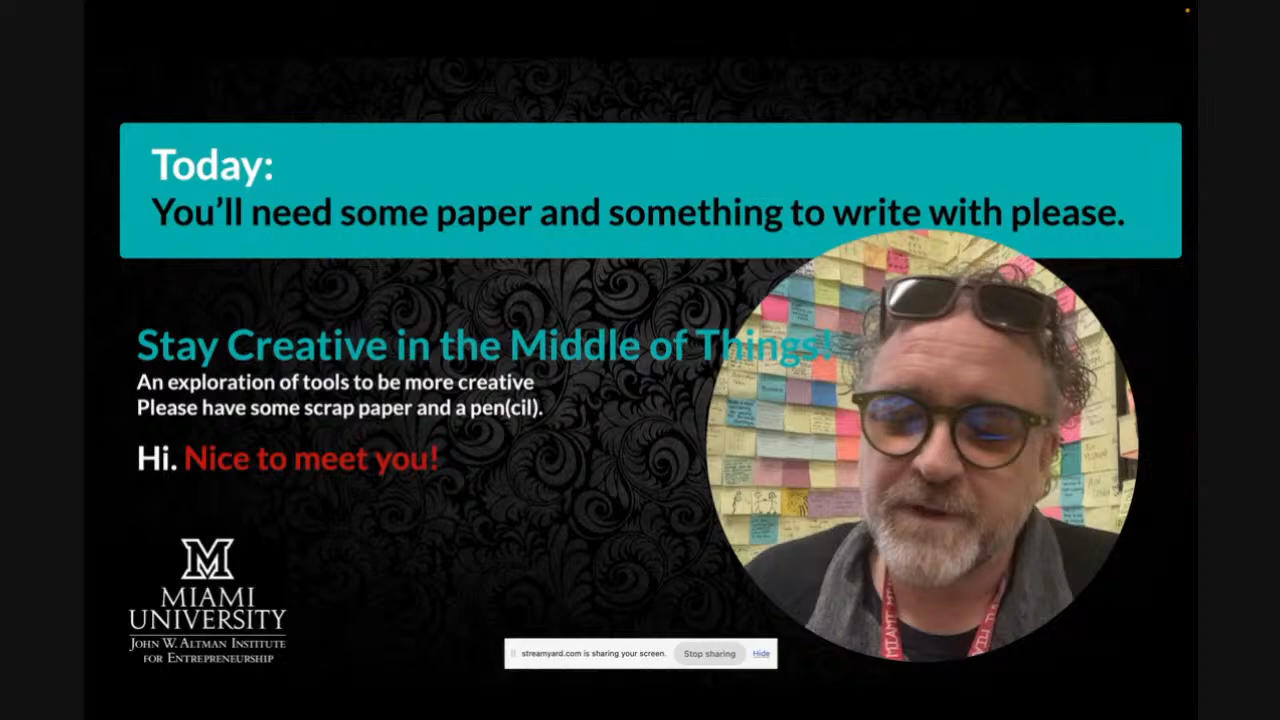 Today:
You'll need some paper and something to write with please.
Stay Creative in the Middle of Things!
An exploration of tools to be more creative
Please have some scrap paper and a pen(cil).
Hi. Nice to meet you!
MIAMI
UNIVERSITY
JOHN W. ALTMAN INSTITUTE
FOR ENTREPRENEURSHIP
streamyard.com is sharing your screen. Stop sharing Hide
MIAMI